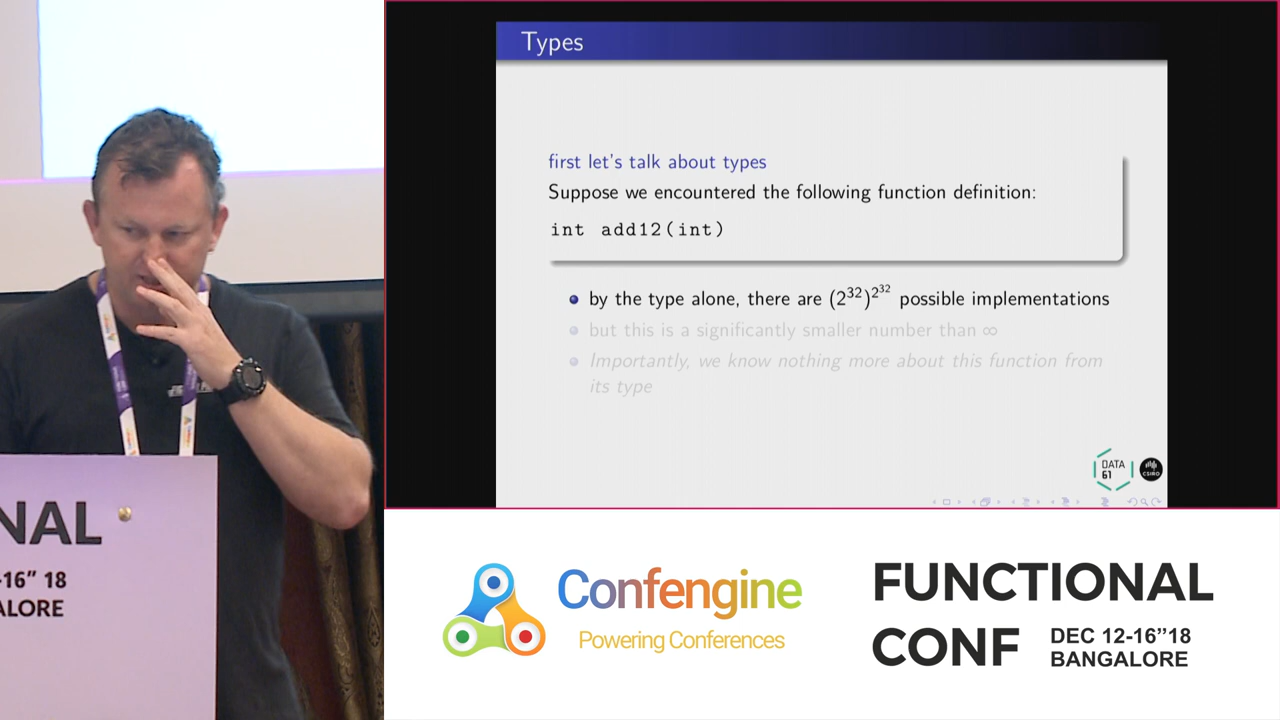 Types
first let's talk about types
Suppose we encountered the following function definition:
int add12(int)
by the type alone, there are (2^32)^2^32 possible implementations
but this is a significantly smaller number than ∞
Importantly, we know nothing more about this function from
its type
DATA
61
CSIRO
NAL
-16" 18
ALORE
Confengine
Powering Conferences
FUNCTIONAL
CONF
DEC 12-16"18
BANGALORE